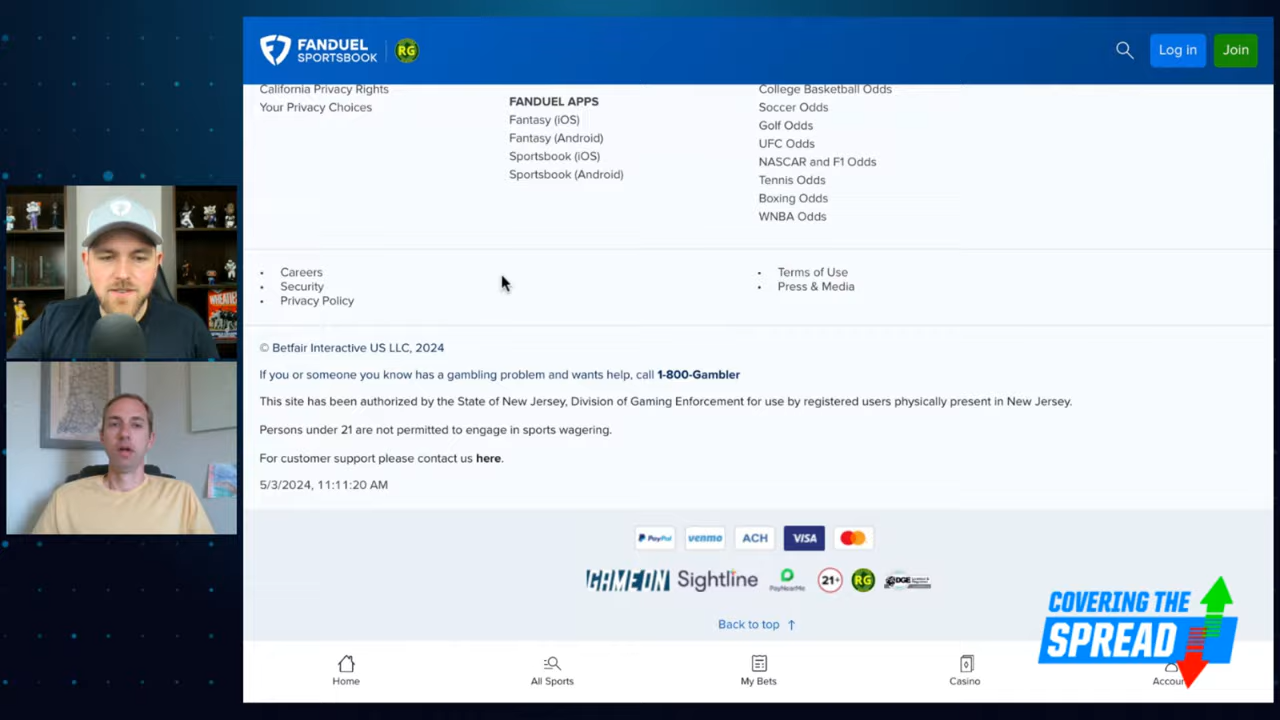 FANDUEL
SPORTSBOOK
RG
Log in
Join
California Privacy Rights
Your Privacy Choices
FANDUEL APPS
Fantasy (iOS)
Fantasy (Android)
Sportsbook (iOS)
Sportsbook (Android)
College Basketball Odds
Soccer Odds
Golf Odds
UFC Odds
NASCAR and F1 Odds
Tennis Odds
Boxing Odds
WNBA Odds
• Careers
• Security
• Privacy Policy
• Terms of Use
• Press & Media
© Betfair Interactive US LLC, 2024
If you or someone you know has a gambling problem and wants help, call 1-800-Gambler
This site has been authorized by the State of New Jersey, Division of Gaming Enforcement for use by registered users physically present in New Jersey.
Persons under 21 are not permitted to engage in sports wagering.
For customer support please contact us here.
5/3/2024, 11:11:20 AM
PayPal venmo ACH VISA
GAMEON Sightline PayNearMe 21+ RG DGE
Back to top ↑
COVERING THE
SPREAD
Home
All Sports
My Bets
Casino
Accoun
WHEATIES